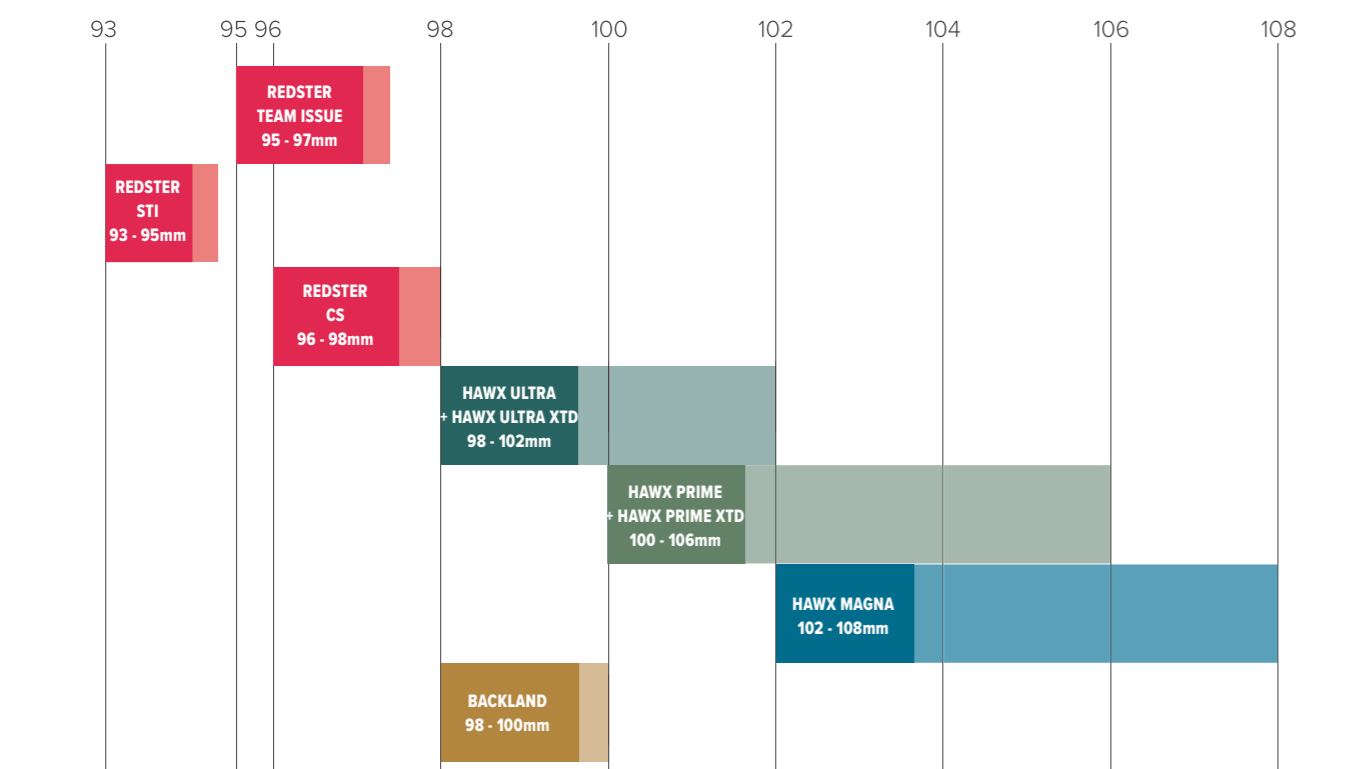 93 95 96 98 100 102 104 106 108
REDSTER
TEAM ISSUE
95 - 97mm
REDSTER
STI
93 - 95mm
REDSTER
CS
96 - 98mm
HAWX ULTRA
+ HAWX ULTRA XTD
98 - 102mm
HAWX PRIME
+ HAWX PRIME XTD
100 - 106mm
HAWX MAGNA
102 - 108mm
BACKLAND
98 - 100mm